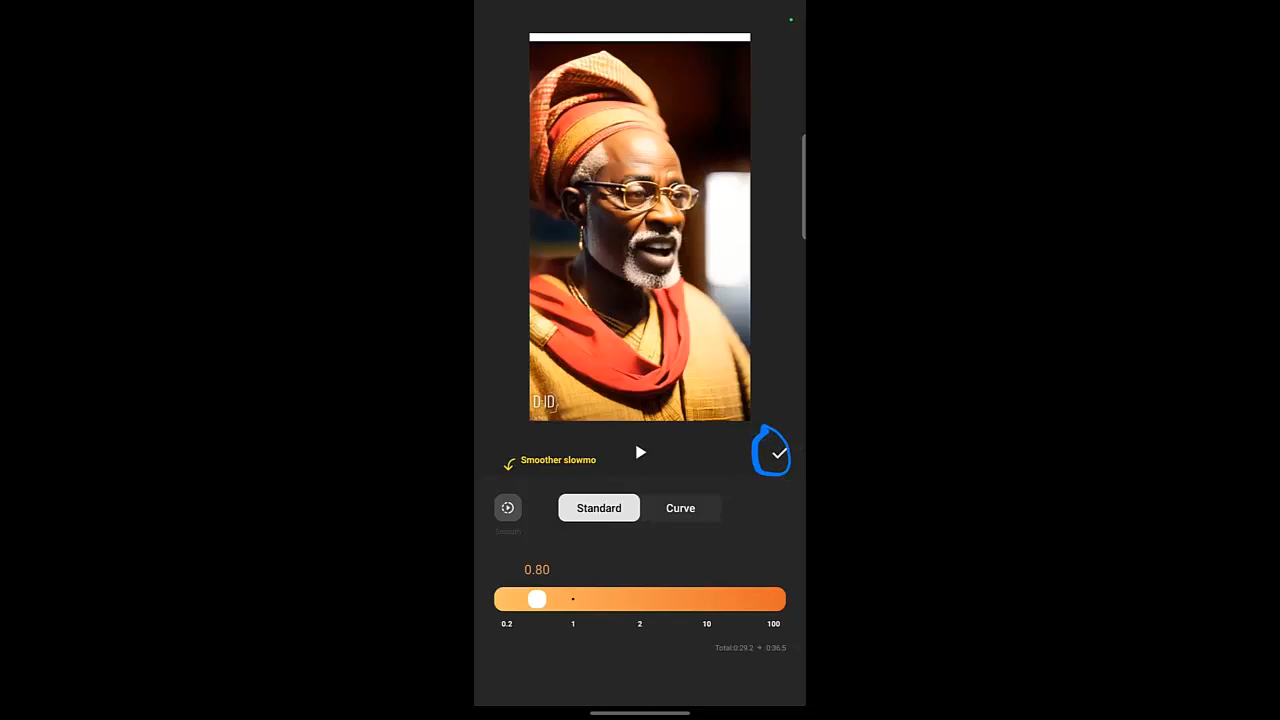 D-ID
Smoother slowmo
Standard Curve
Smooth
0.80
0.2 1 2 10 100
Total:0:29.2 → 0:36.5